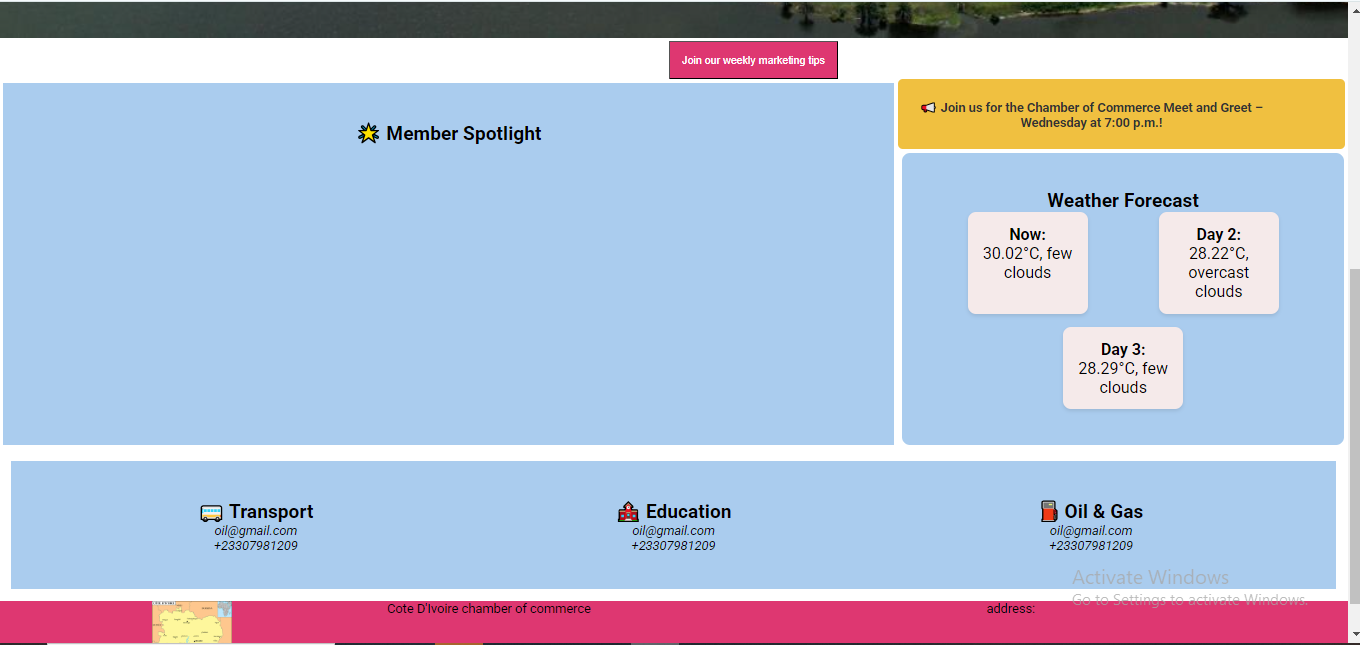 Join our weekly marketing tips
🌟 Member Spotlight
📢 Join us for the Chamber of Commerce Meet and Greet –
Wednesday at 7:00 p.m.!
Weather Forecast
Now:
30.02°C, few
clouds
Day 2:
28.22°C,
overcast
clouds
Day 3:
28.29°C, few
clouds
🚌 Transport
oil@gmail.com
+23307981209
🏫 Education
oil@gmail.com
+23307981209
⛽ Oil & Gas
oil@gmail.com
+23307981209
Activate Windows
Go to Settings to activate Windows.
Cote D'Ivoire chamber of commerce
address: